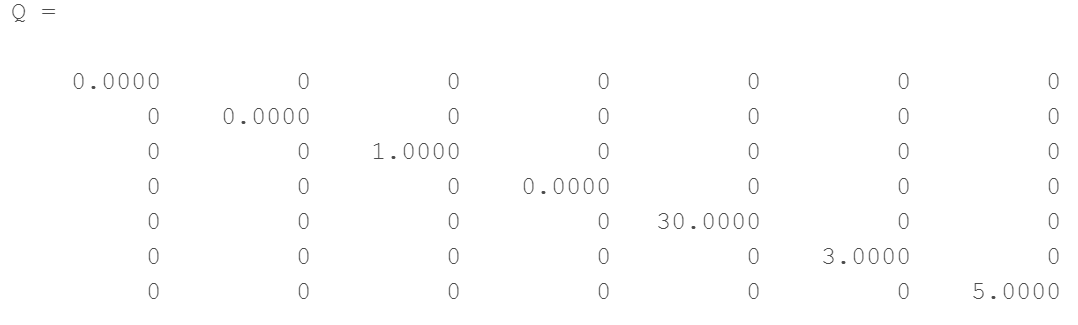 Q =
0.0000 0 0 0 0 0 0
0 0.0000 0 0 0 0 0
0 0 1.0000 0 0 0 0
0 0 0 0.0000 0 0 0
0 0 0 0 30.0000 0 0
0 0 0 0 0 3.0000 0
0 0 0 0 0 0 5.0000